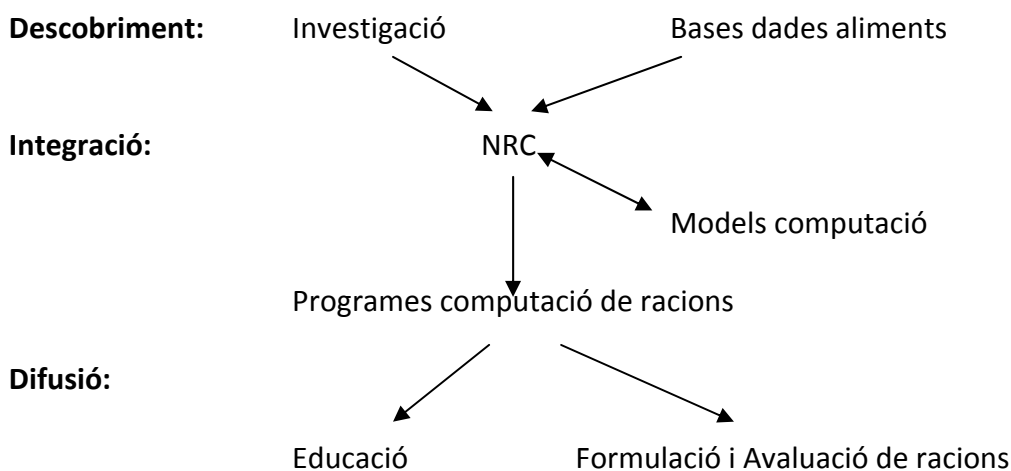 Descobriment: Investigació Bases dades aliments
Integració: NRC
Models computació
Programes computació de racions
Difusió:
Educació Formulació i Avaluació de racions